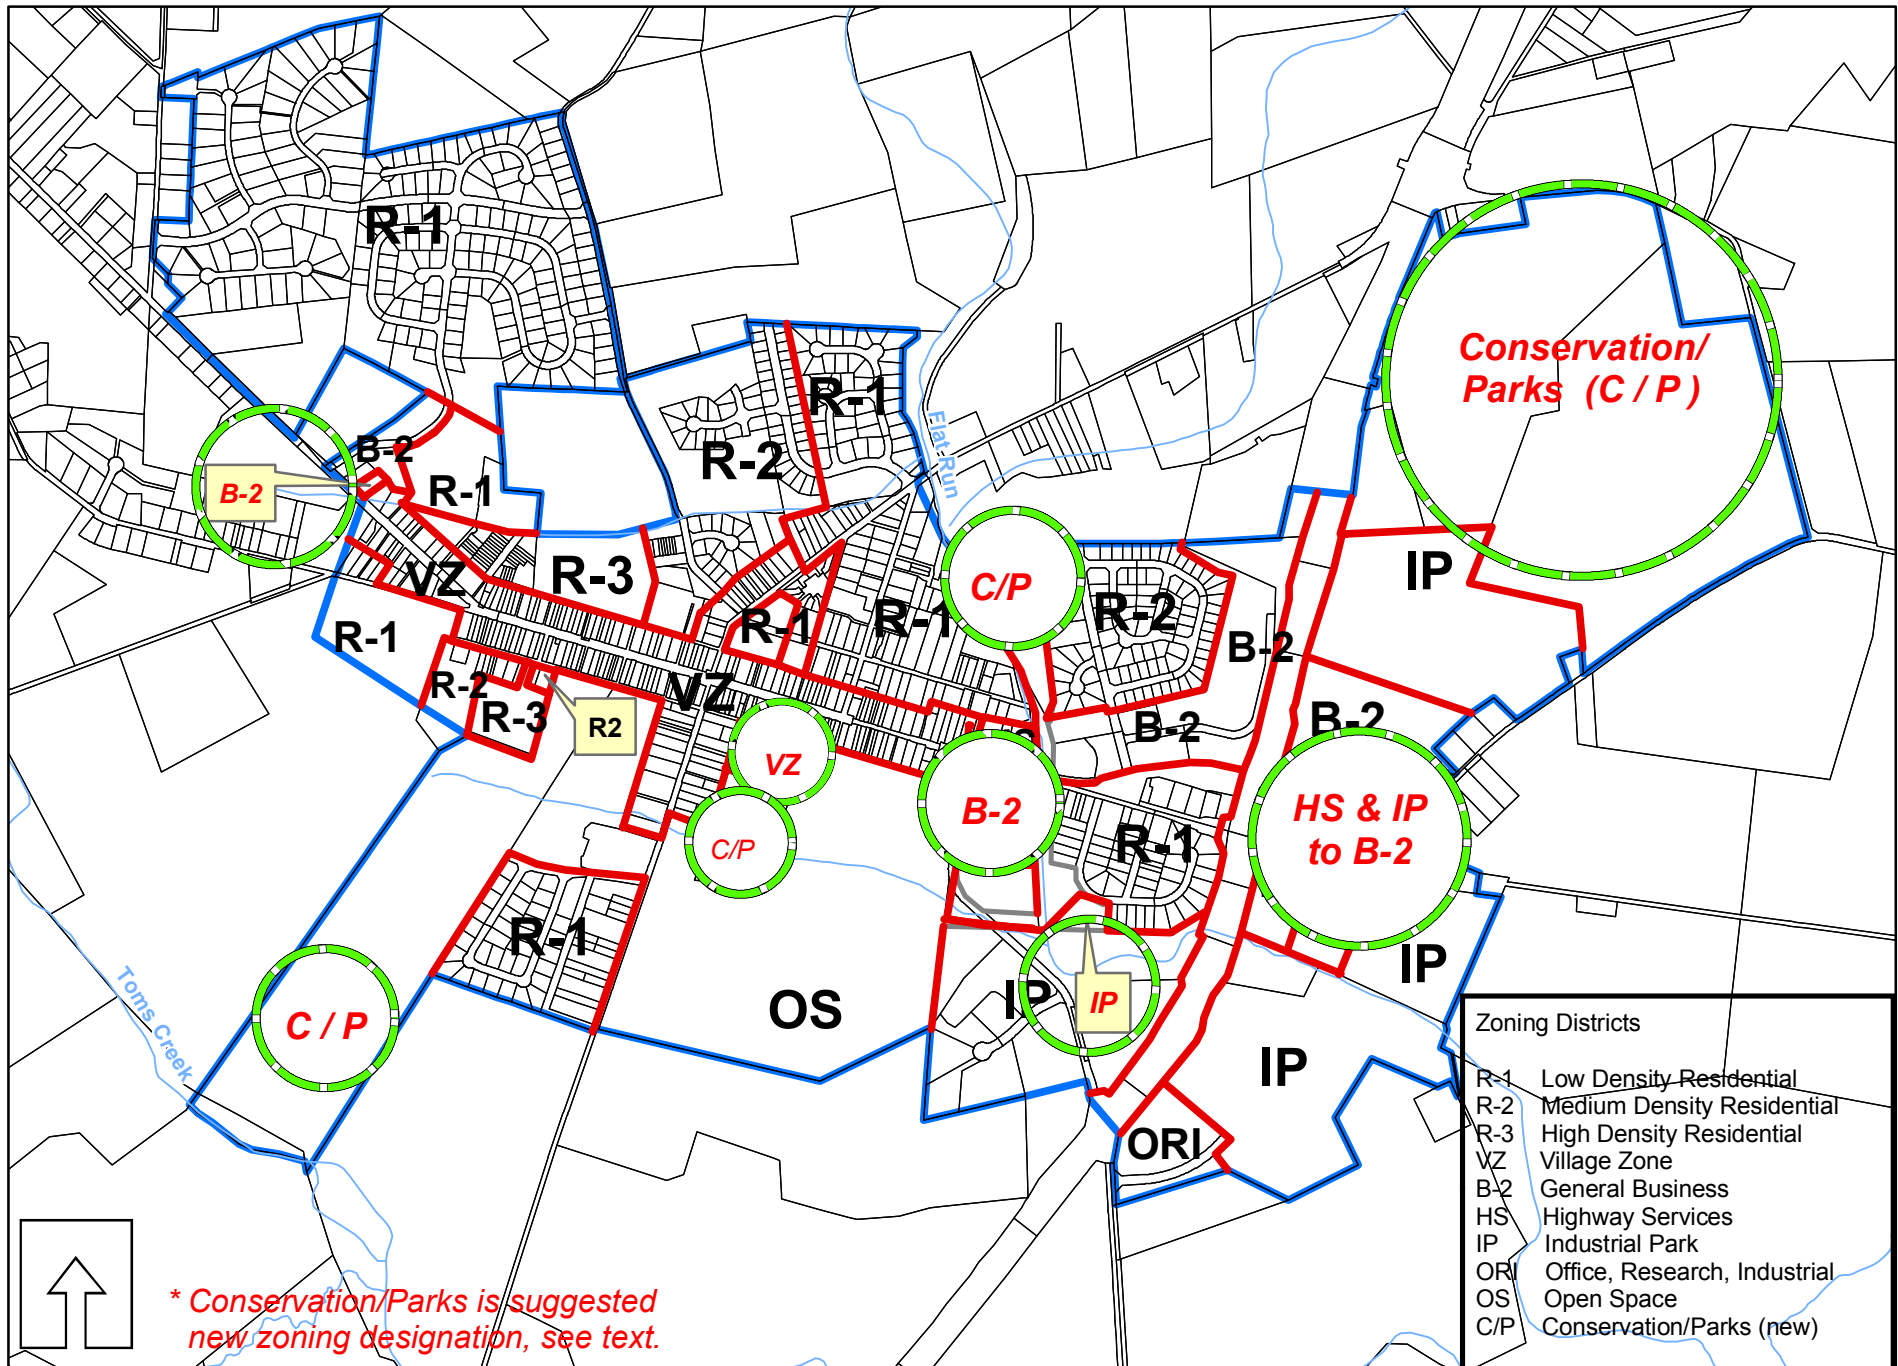 R-1
Conservation/
Parks (C / P )
R-1
Flat Run
B-2
R-2
B-2
R-1
IP
VZ
R-3
C/P
R-1
R-1
R-2
R-1
B-2
R-2
VZ
R-3
R2
B-2
B-2
VZ
B-2
HS & IP
to B-2
C/P
R-1
R-1
IP
OS
IP
IP
C / P
Toms Creek
IP
ORI
Zoning Districts
R-1 Low Density Residential
R-2 Medium Density Residential
R-3 High Density Residential
VZ Village Zone
B-2 General Business
HS Highway Services
IP Industrial Park
ORI Office, Research, Industrial
OS Open Space
C/P Conservation/Parks (new)
* Conservation/Parks is suggested
new zoning designation, see text.